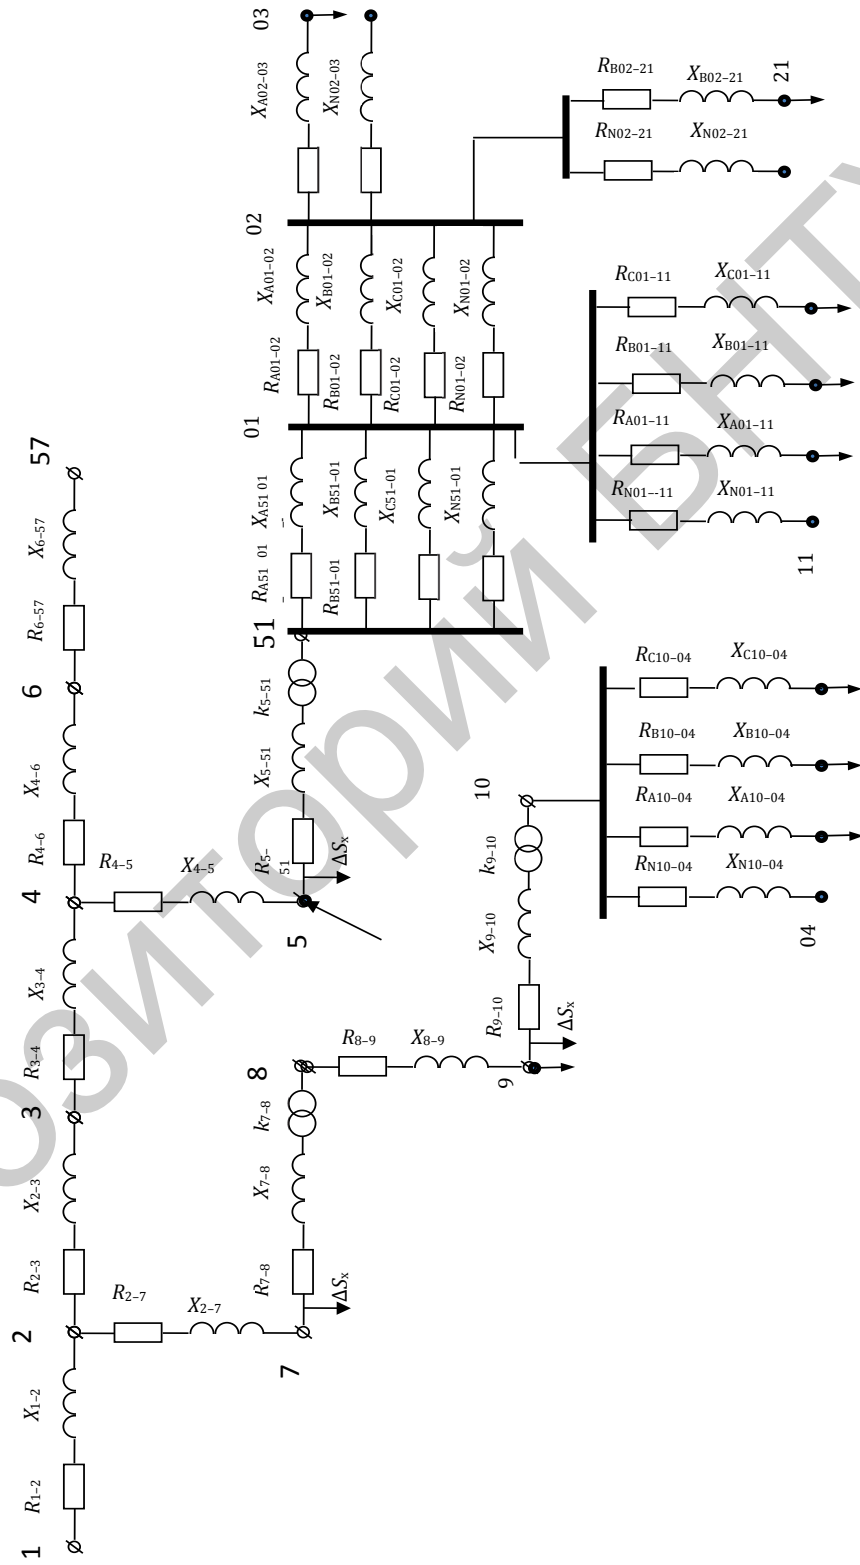 1
R1–2
X1–2
2
R2–3
X2–3
3
R3–4
X3–4
4
R4–6
X4–6
6
R6–57
X6–57
57
R2–7
X2–7
7
ΔSx
R7–8
X7–8
k7–8
8
R8–9
X8–9
9
ΔSx
R9–10
X9–10
k9–10
10
R4–5
X4–5
5
ΔSx
R5–
51
X5–51
k5–51
51
RA51 01
XA51 01
RB51–01
XB51–01
XC51–01
XN51–01
01
RA01–02
XA01–02
RB01–02
XB01–02
RC01–02
XC01–02
RN01–02
XN01–02
02
XA02–03
XN02–03
03
RB02–21
XB02–21
21
RN02–21
XN02–21
RC01–11
XC01–11
RB01–11
XB01–11
RA01–11
XA01–11
RN01--–11
XN01–11
11
RC10–04
XC10–04
RB10–04
XB10–04
RA10–04
XA10–04
RN10–04
XN10–04
04
озиторий БНТУ